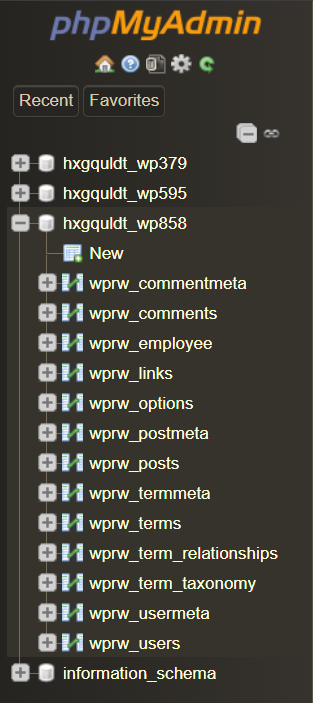 phpMyAdmin
Recent Favorites
hxgquldt_wp379
hxgquldt_wp595
hxgquldt_wp858
New
wprw_commentmeta
wprw_comments
wprw_employee
wprw_links
wprw_options
wprw_postmeta
wprw_posts
wprw_termmeta
wprw_terms
wprw_term_relationships
wprw_term_taxonomy
wprw_usermeta
wprw_users
information_schema